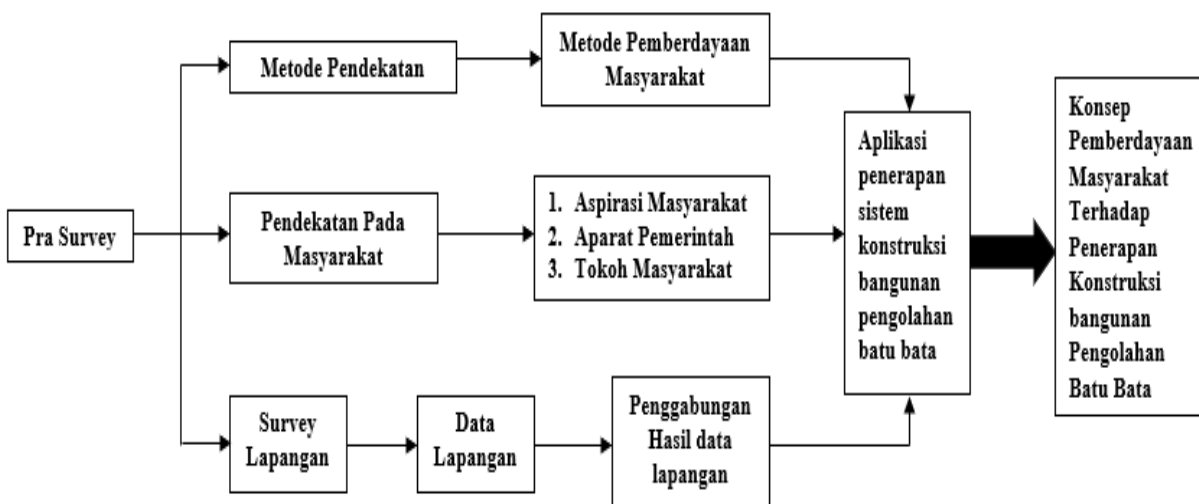 Pra Survey
Metode Pendekatan
Metode Pemberdayaan
Masyarakat
Pendekatan Pada
Masyarakat
1. Aspirasi Masyarakat
2. Aparat Pemerintah
3. Tokoh Masyarakat
Survey
Lapangan
Data
Lapangan
Penggabungan
Hasil data
lapangan
Aplikasi
penerapan
sistem
konstruksi
bangunan
pengolahan
batu bata
Konsep
Pemberdayaan
Masyarakat
Terhadap
Penerapan
Konstruksi
bangunan
Pengolahan
Batu Bata